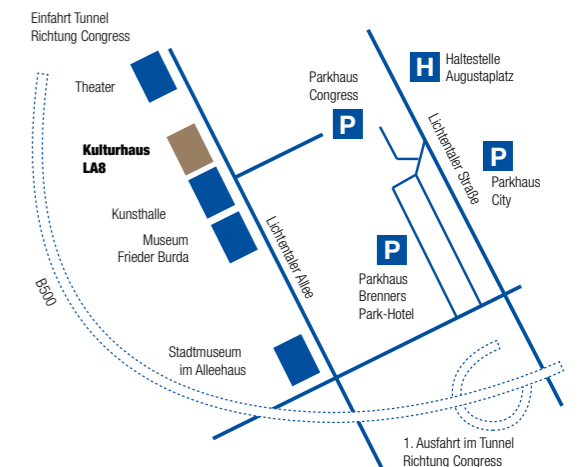 Einfahrt Tunnel
Richtung Congress
Theater
Kulturhaus
LA8
Kunsthalle
Museum
Frieder Burda
B500
Stadtmuseum
im Alleehaus
Lichtentaler Allee
Parkhaus
Congress
P
H
Haltestelle
Augustaplatz
Lichtentaler Straße
P
Parkhaus
City
P
Parkhaus
Brenners
Park-Hotel
1. Ausfahrt im Tunnel
Richtung Congress